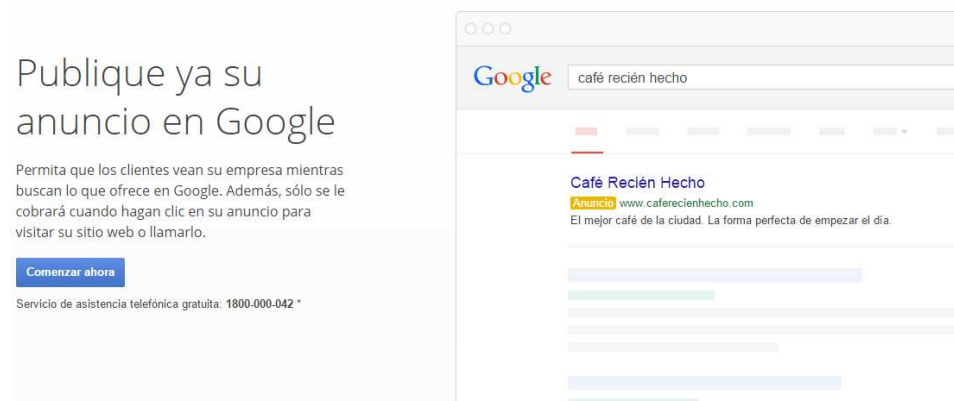 Publique ya su
anuncio en Google
Permita que los clientes vean su empresa mientras
buscan lo que ofrece en Google. Además, sólo se le
cobrará cuando hagan clic en su anuncio para
visitar su sitio web o llamarlo.
Comenzar ahora
Servicio de asistencia telefónica gratuita: 1800-000-042 *
Google
café recién hecho
Café Recién Hecho
Anuncio www.caferecienhecho.com
El mejor café de la ciudad. La forma perfecta de empezar el día.